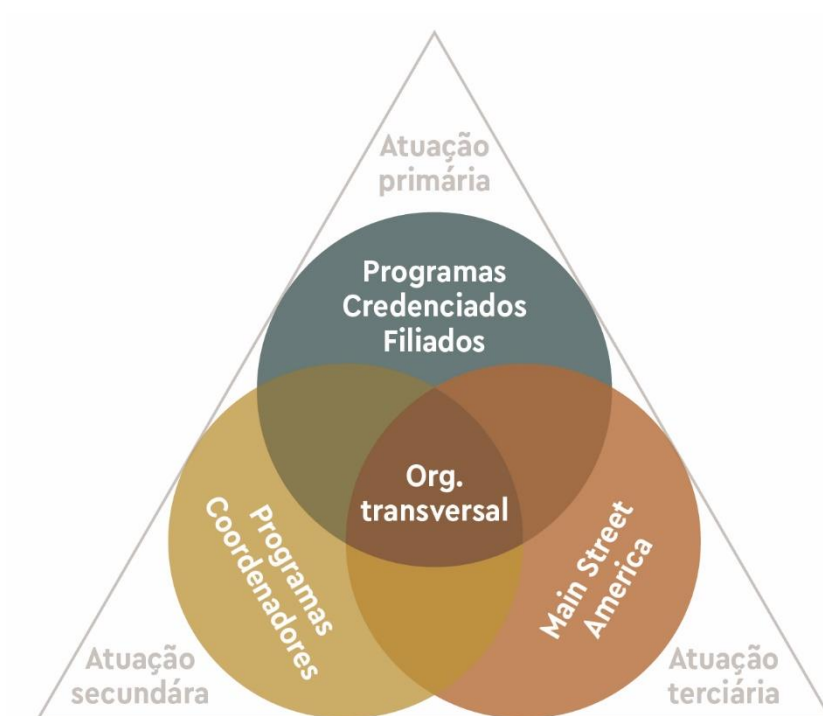 Atuação
primária
Programas
Credenciados
Filiados
Org.
transversal
Programas
Coordenadores
Main Street
America
Atuação
secundára
Atuação
terciária